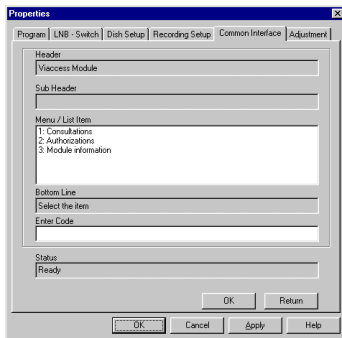 Properties
Program LNB - Switch Dish Setup Recording Setup Common Interface Adjustment
Header
Viaccess Module
Sub Header
Menu / List Item
1: Consultations
2: Authorizations
3: Module information
Bottom Line
Select the item
Enter Code
Status
Ready
OK Return
OK Cancel Apply Help